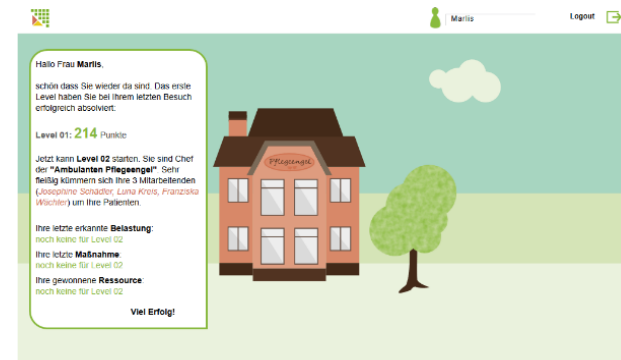 Marlis
Logout
Hallo Frau Marlis,
schön dass Sie wieder da sind. Das erste
Level haben Sie bei Ihrem letzten Besuch
erfolgreich absolviert:
Level 01: 214 Punkte
Jetzt kann Level 02 starten. Sie sind Chef
der "Ambulanten Pflegeengel". Sehr
fleißig kümmern sich Ihre 3 Mitarbeitenden
(Josephine Schädler, Luna Kreis, Franziska
Wüchler) um Ihre Patienten.
Ihre letzte erkannte Belastung:
noch keine für Level 02
Ihre letzte Maßnahme:
noch keine für Level 02
Ihre gewonnene Ressource:
noch keine für Level 02
Viel Erfolg!
Pflegeengel